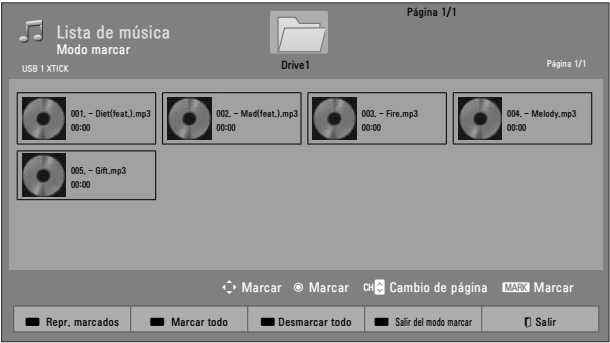 Página 1/1
Lista de música
Modo marcar
USB 1 XTICK
Drive1
Página 1/1
001. - Diet(feat.).mp3
00:00
002. - Mad(feat.).mp3
00:00
003. - Fire.mp3
00:00
004. - Melody.mp3
00:00
005. - Gift.mp3
00:00
Marcar Marcar CH Cambio de página MARK Marcar
Repr. marcados Marcar todo Desmarcar todo Salir del modo marcar Salir